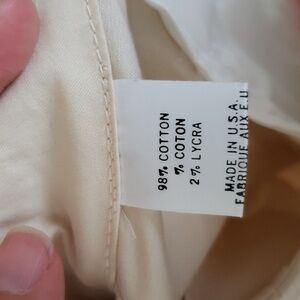 98% COTTON
% COTON
2% LYCRA
MADE IN U.S.A.
FABRIQUE AUX É.U